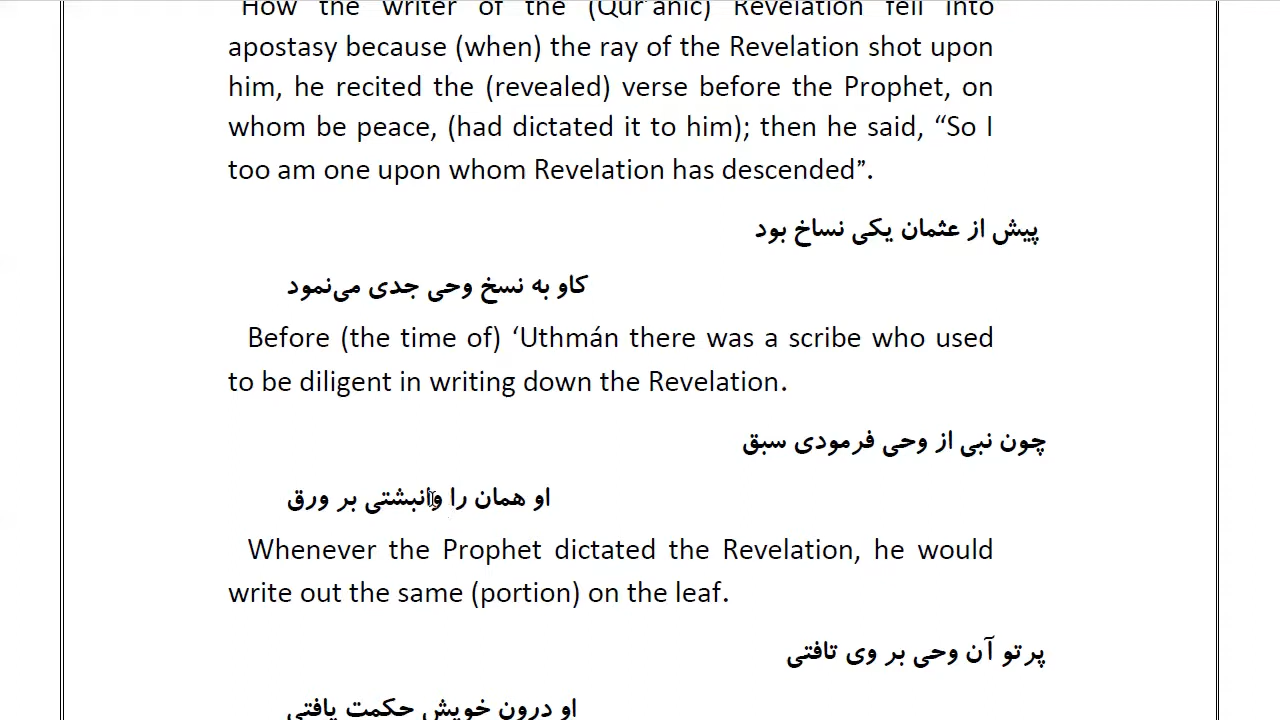 How the writer of the (Qur'anic) Revelation fell into
apostasy because (when) the ray of the Revelation shot upon
him, he recited the (revealed) verse before the Prophet, on
whom be peace, (had dictated it to him); then he said, “So I
too am one upon whom Revelation has descended”.
پیش از عثمان یکی نساخ بود
کاو به نسخ وحی جدی می‌نمود
Before (the time of) ‘Uthmán there was a scribe who used
to be diligent in writing down the Revelation.
چون نبی از وحی فرمودی سبق
او همان را وانبشتی بر ورق
Whenever the Prophet dictated the Revelation, he would
write out the same (portion) on the leaf.
پرتو آن وحی بر وی تافتی
او درون خویش حکمت یافتی